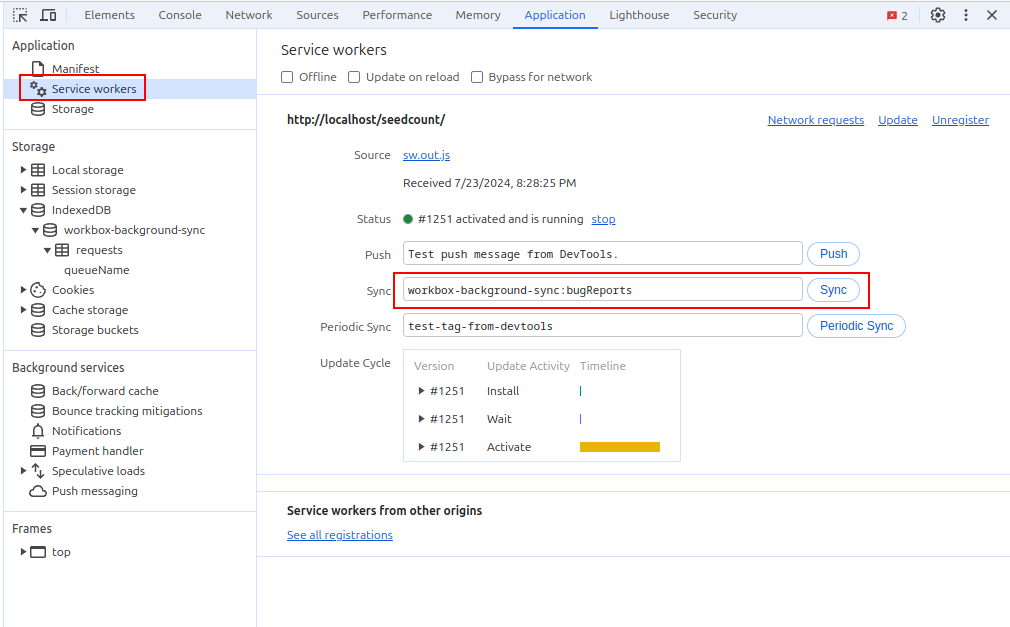 Elements Console Network Sources Performance Memory Application Lighthouse Security 2
Application
Manifest
Service workers
Storage
Storage
Local storage
Session storage
IndexedDB
workbox-background-sync
requests
queueName
Cookies
Cache storage
Storage buckets
Background services
Back/forward cache
Bounce tracking mitigations
Notifications
Payment handler
Speculative loads
Push messaging
Frames
top
Service workers
Offline Update on reload Bypass for network
http://localhost/seedcount/ Network requests Update Unregister
Source sw.out.js
Received 7/23/2024, 8:28:25 PM
Status #1251 activated and is running stop
Push Test push message from DevTools. Push
Sync workbox-background-sync:bugReports Sync
Periodic Sync test-tag-from-devtools Periodic Sync
Update Cycle Version Update Activity Timeline
#1251 Install
#1251 Wait
#1251 Activate
Service workers from other origins
See all registrations